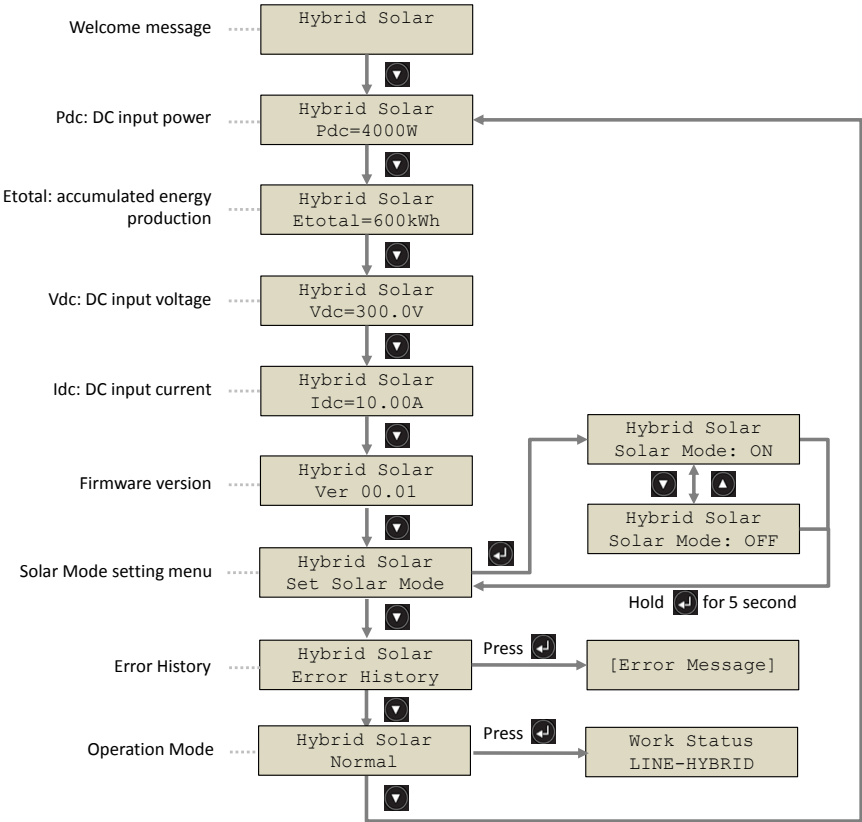 Welcome message
Hybrid Solar
Pdc: DC input power
Hybrid Solar
Pdc=4000W
Etotal: accumulated energy
production
Hybrid Solar
Etotal=600kWh
Vdc: DC input voltage
Hybrid Solar
Vdc=300.0V
Idc: DC input current
Hybrid Solar
Idc=10.00A
Firmware version
Hybrid Solar
Ver 00.01
Hybrid Solar
Solar Mode: ON
Hybrid Solar
Solar Mode: OFF
Solar Mode setting menu
Hybrid Solar
Set Solar Mode
Hold for 5 second
Error History
Hybrid Solar
Error History
Press
[Error Message]
Operation Mode
Hybrid Solar
Normal
Press
Work Status
LINE-HYBRID